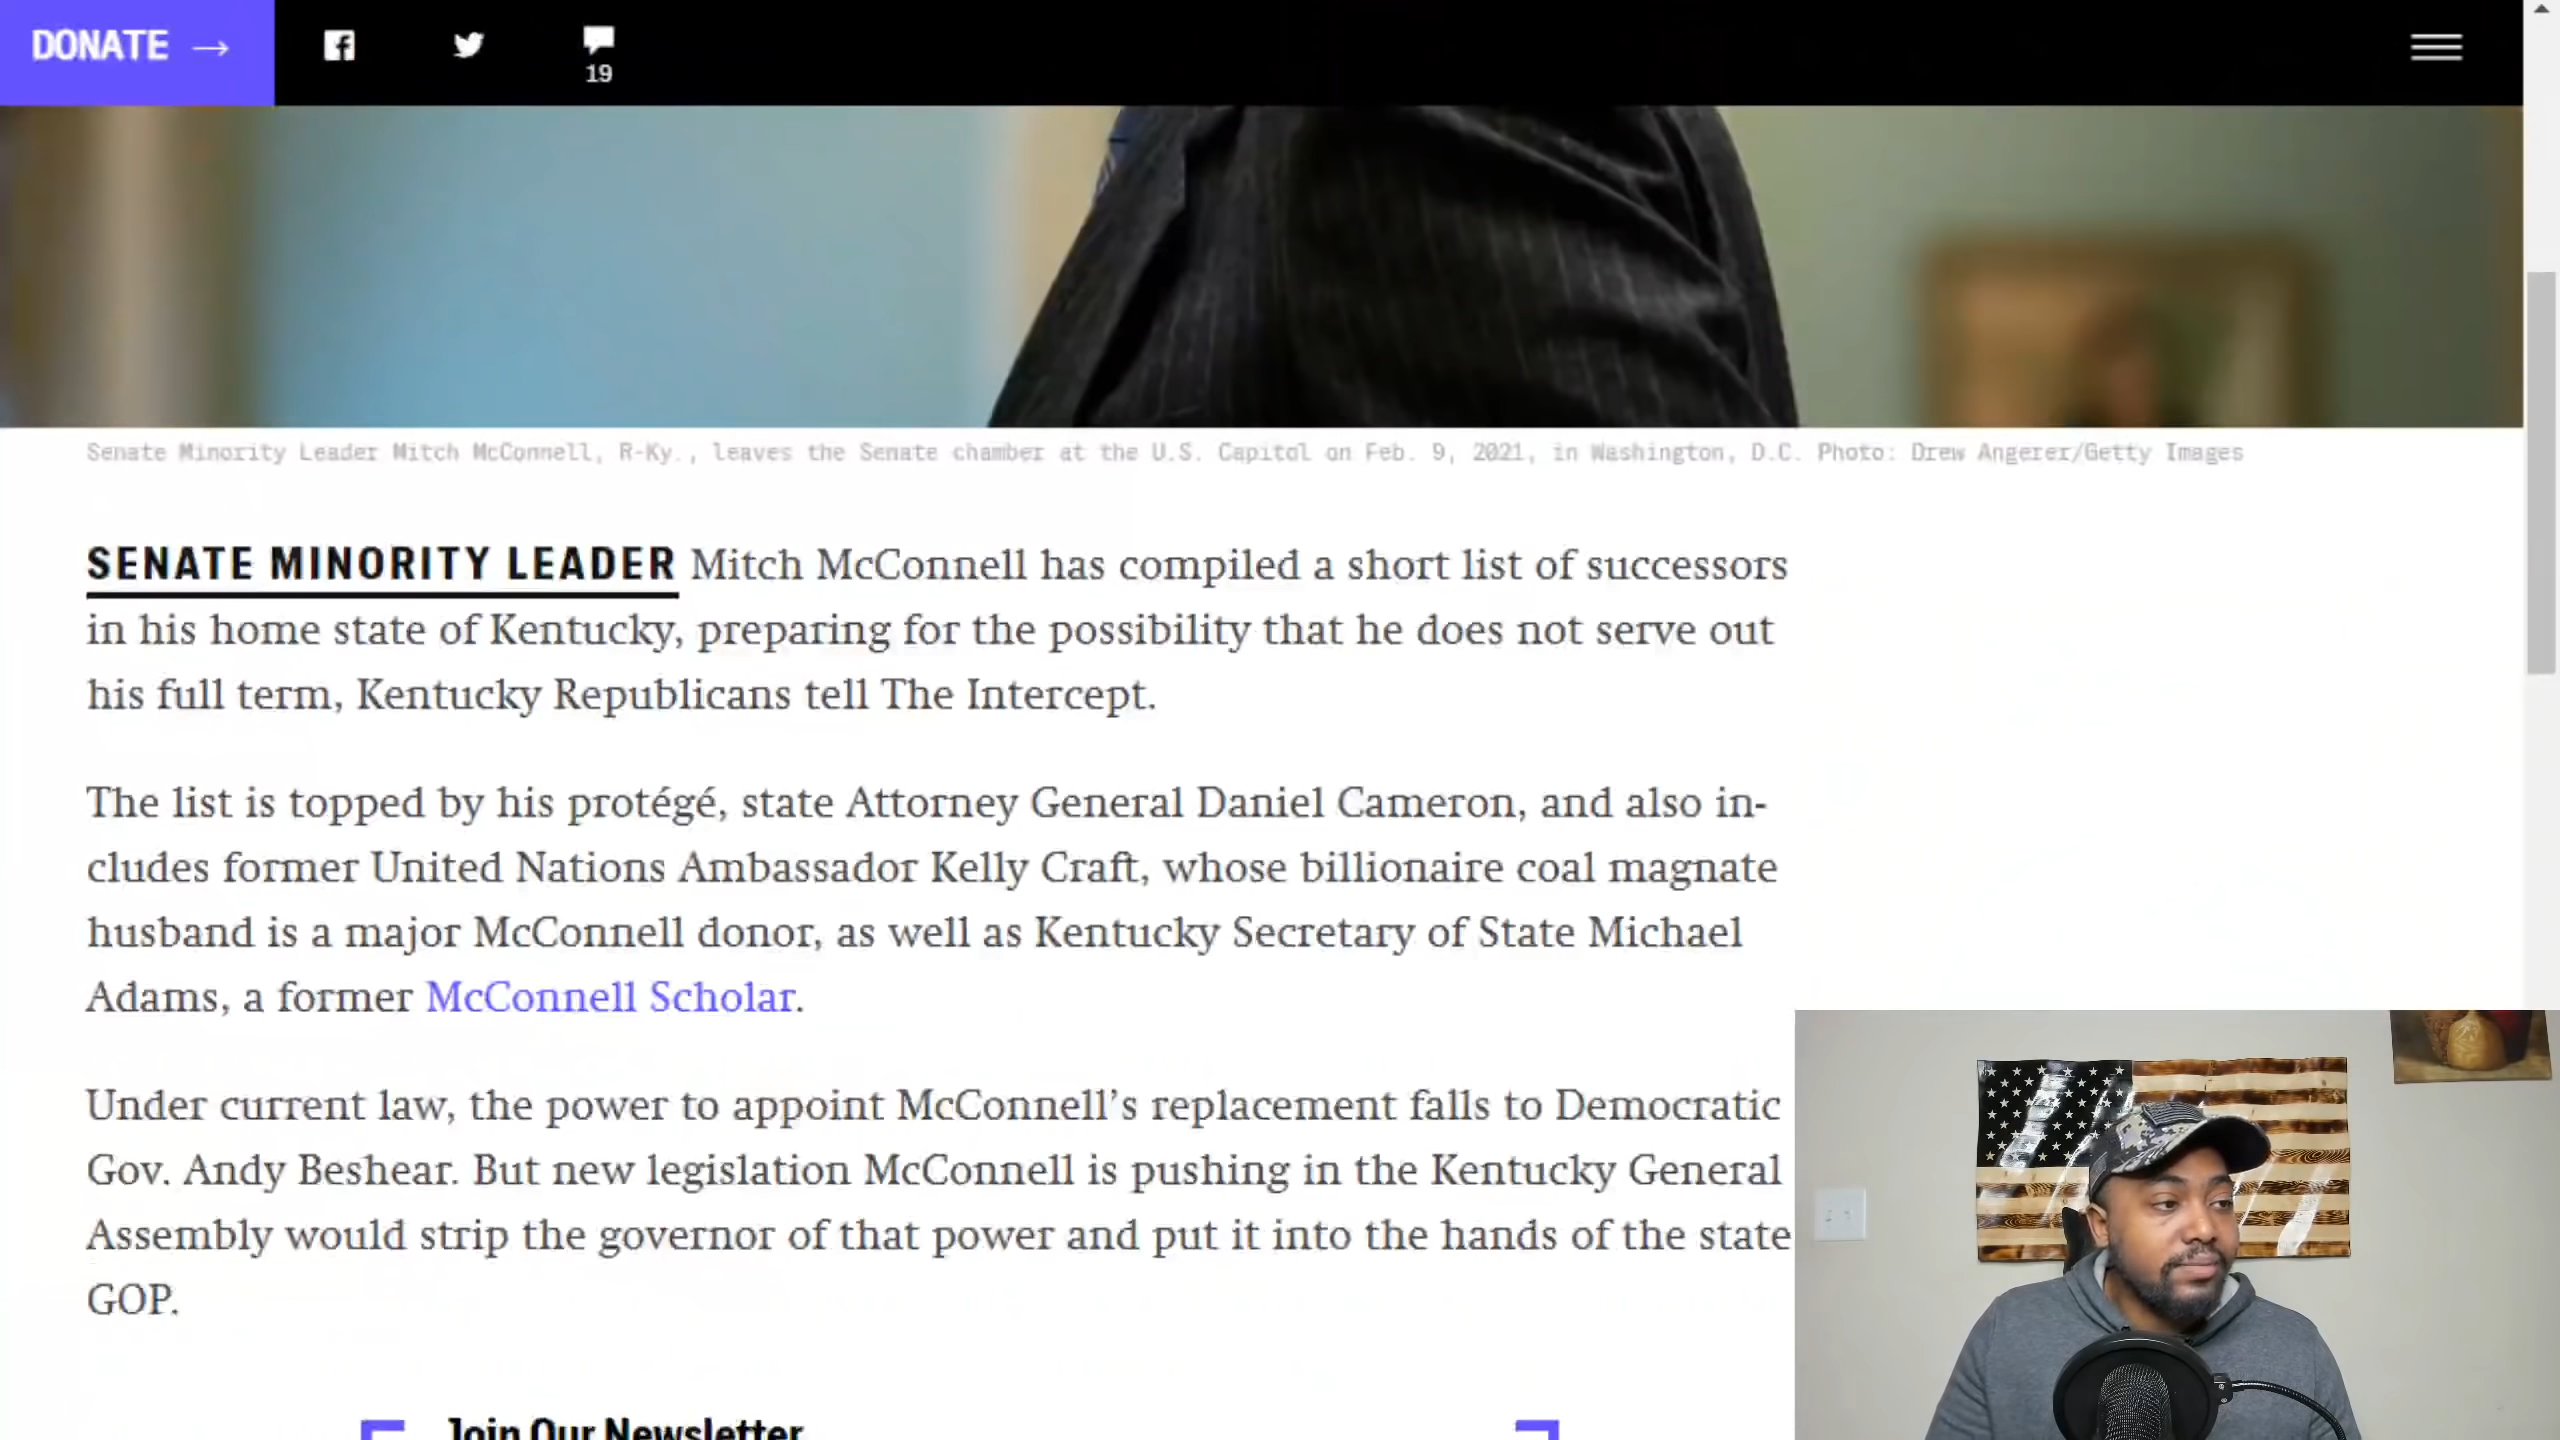 DONATE →
19
Senate Minority Leader Mitch McConnell, R-Ky., leaves the Senate chamber at the U.S. Capitol on Feb. 9, 2021, in Washington, D.C. Photo: Drew Angerer/Getty Images
SENATE MINORITY LEADER Mitch McConnell has compiled a short list of successors
in his home state of Kentucky, preparing for the possibility that he does not serve out
his full term, Kentucky Republicans tell The Intercept.
The list is topped by his protégé, state Attorney General Daniel Cameron, and also in-
cludes former United Nations Ambassador Kelly Craft, whose billionaire coal magnate
husband is a major McConnell donor, as well as Kentucky Secretary of State Michael
Adams, a former McConnell Scholar.
Under current law, the power to appoint McConnell’s replacement falls to Democratic
Gov. Andy Beshear. But new legislation McConnell is pushing in the Kentucky General
Assembly would strip the governor of that power and put it into the hands of the state
GOP.
Join Our Newsletter